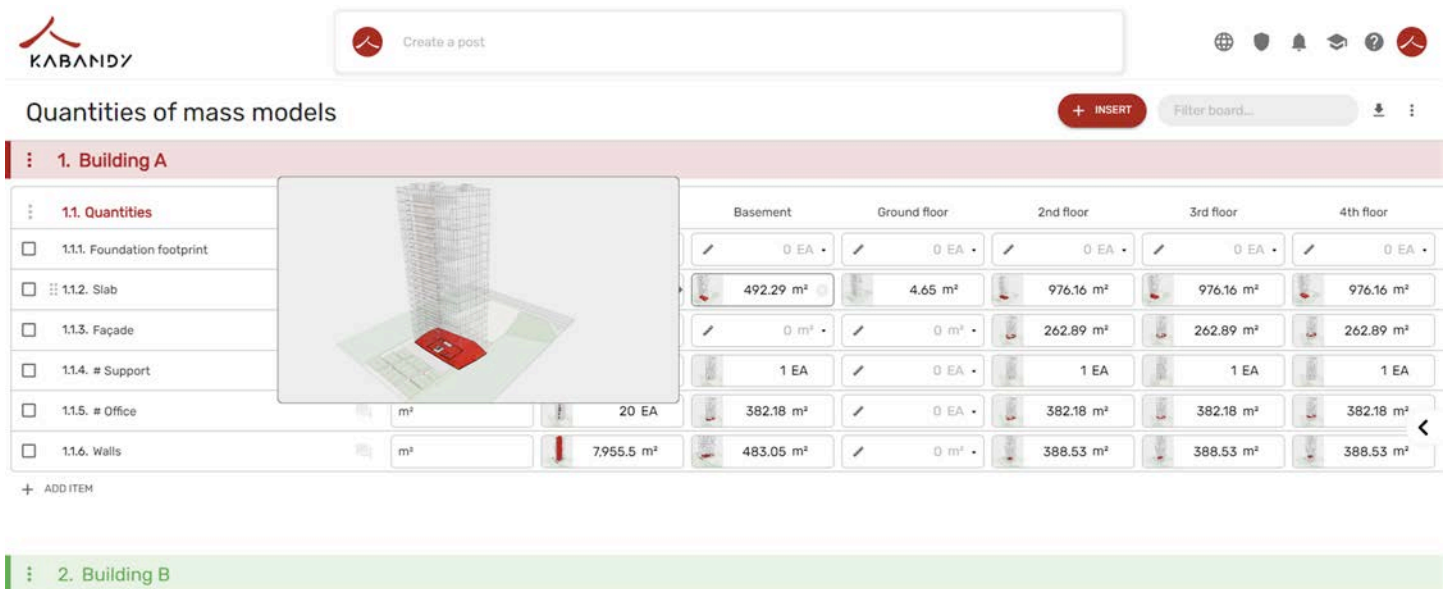 KABANDY
Create a post
Quantities of mass models
+ INSERT
Filter board...
1. Building A
1.1. Quantities Basement Ground floor 2nd floor 3rd floor 4th floor
1.1.1. Foundation footprint 0 EA 0 EA 0 EA 0 EA 0 EA
1.1.2. Slab 492.29 m² 4.65 m² 976.16 m² 976.16 m² 976.16 m²
1.1.3. Façade 0 m² 0 m² 262.89 m² 262.89 m² 262.89 m²
1.1.4. # Support 1 EA 0 EA 1 EA 1 EA 1 EA
1.1.5. # Office m² 20 EA 382.18 m² 0 EA 382.18 m² 382.18 m² 382.18 m²
1.1.6. Walls m² 7,955.5 m² 483.05 m² 0 m² 388.53 m² 388.53 m² 388.53 m²
+ ADD ITEM
2. Building B